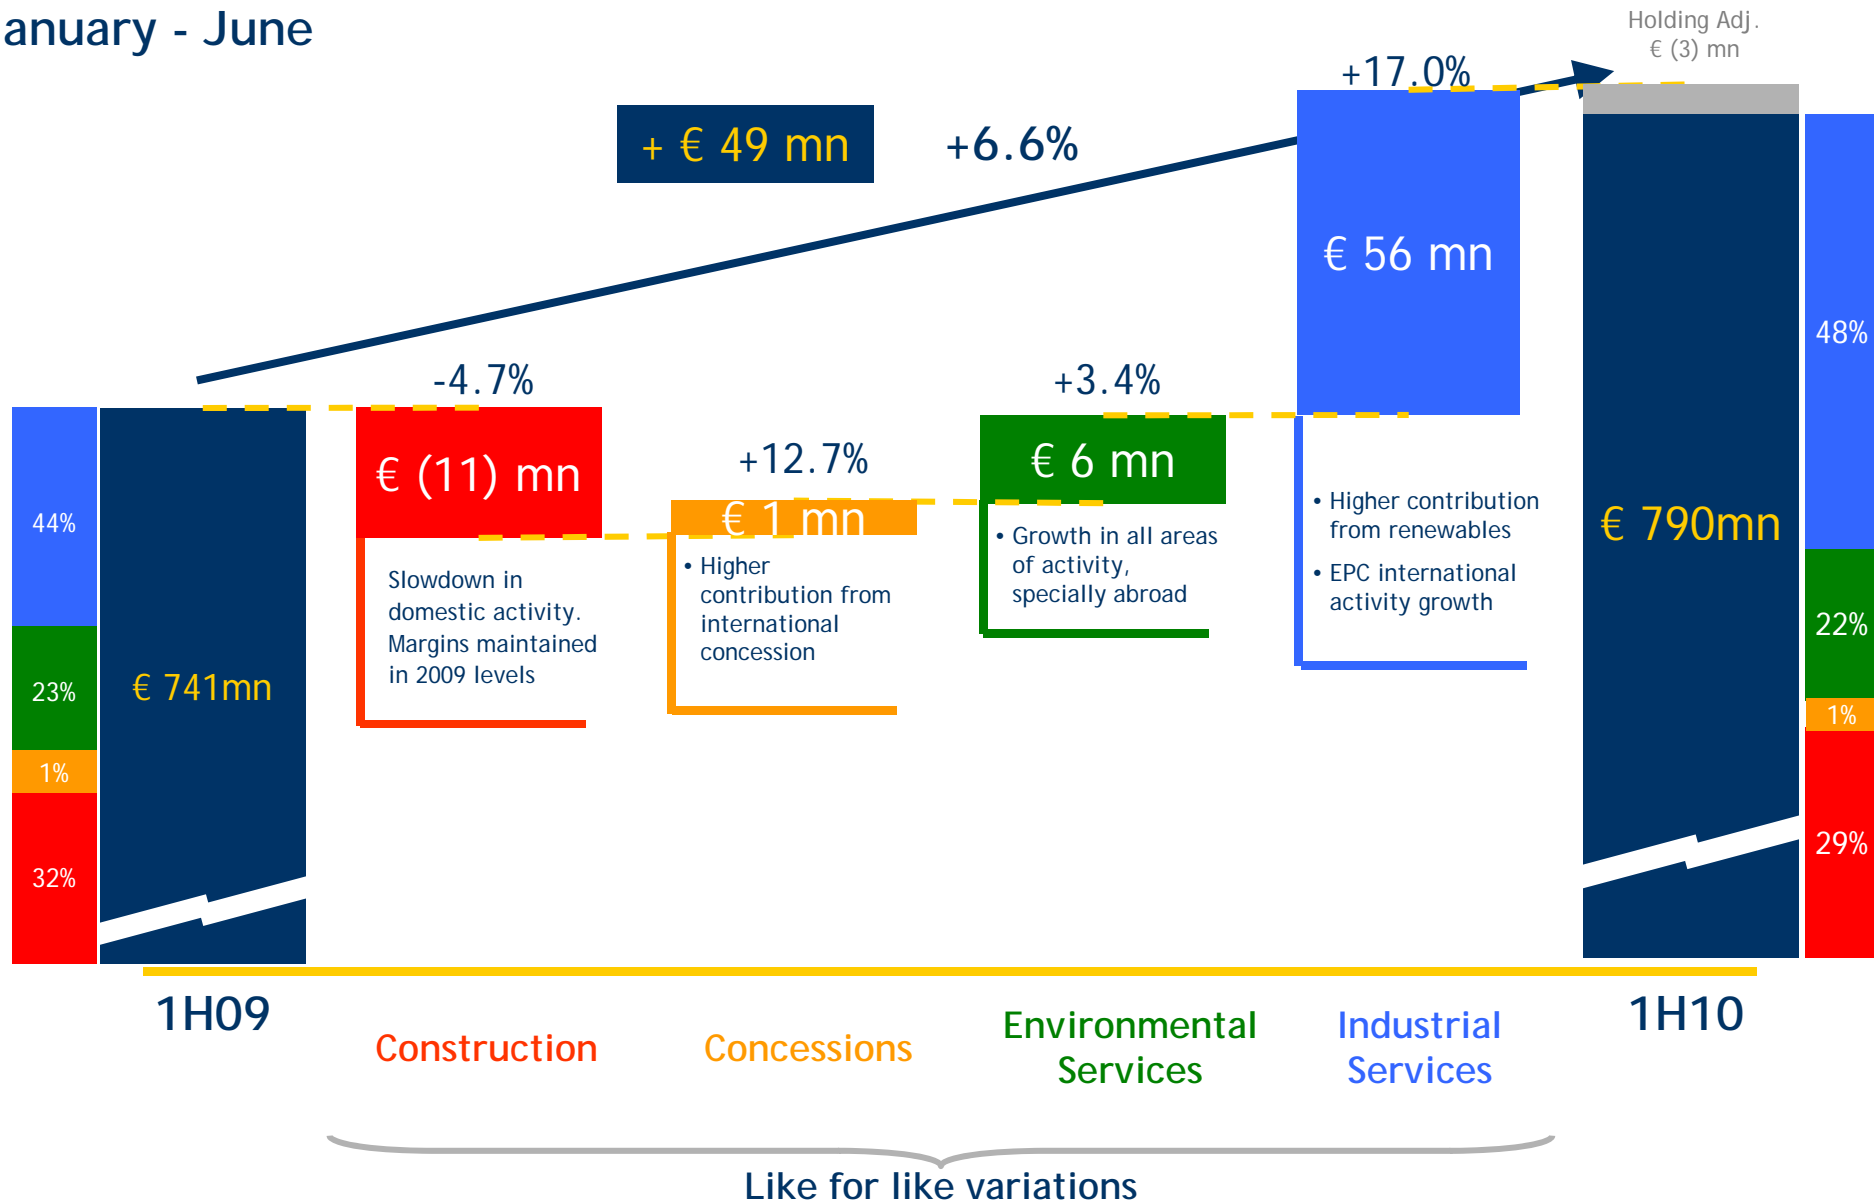 anuary - June
Holding Adj.
€ (3) mn
+ € 49 mn
+6.6%
+17.0%
€ 56 mn
-4.7%
€ (11) mn
+12.7%
€ 1 mn
+3.4%
€ 6 mn
44%
23%
1%
32%
€ 741mn
Slowdown in
domestic activity.
Margins maintained
in 2009 levels
• Higher
contribution from
international
concession
• Growth in all areas
of activity,
specially abroad
• Higher contribution
from renewables
• EPC international
activity growth
€ 790mn
48%
22%
1%
29%
1H09
Construction
Concessions
Environmental
Services
Industrial
Services
1H10
Like for like variations